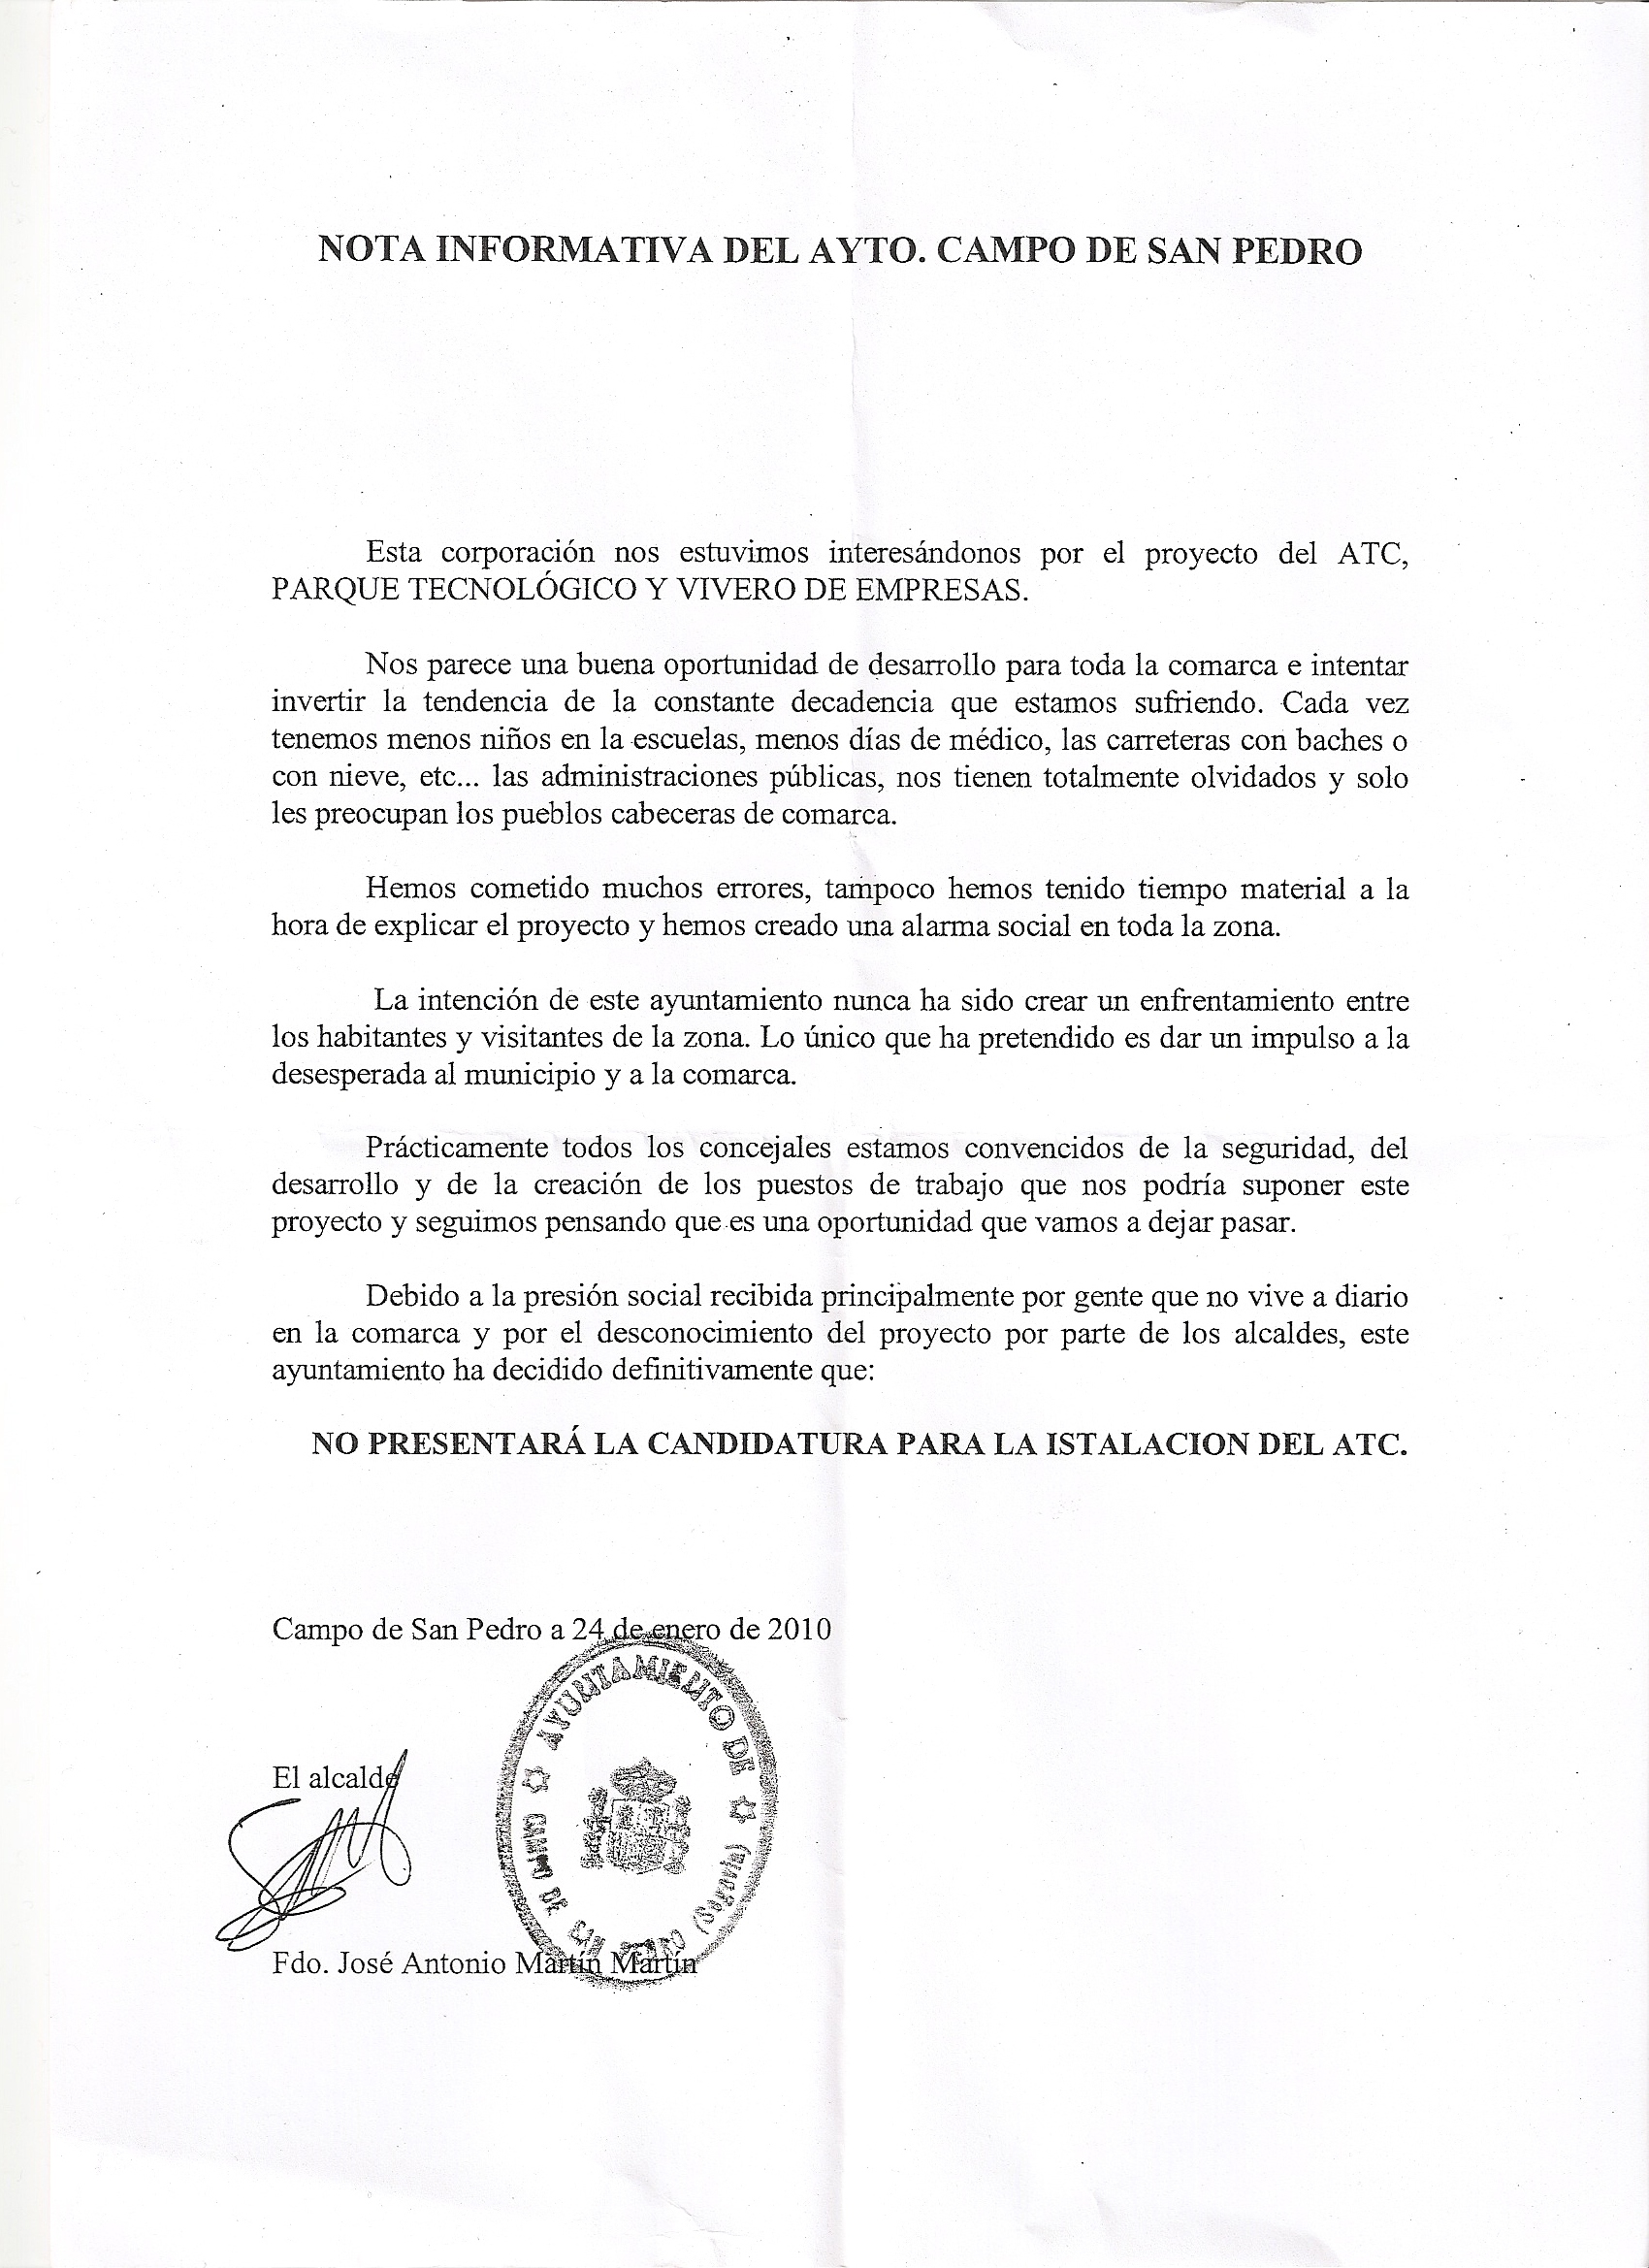 NOTA INFORMATIVA DEL AYTO. CAMPO DE SAN PEDRO
Esta corporación nos estuvimos interesándonos por el proyecto del ATC,
PARQUE TECNOLÓGICO Y VIVERO DE EMPRESAS.
Nos parece una buena oportunidad de desarrollo para toda la comarca e intentar
invertir la tendencia de la constante decadencia que estamos sufriendo. Cada vez
tenemos menos niños en la escuelas, menos días de médico, las carreteras con baches o
con nieve, etc... las administraciones públicas, nos tienen totalmente olvidados y solo
les preocupan los pueblos cabeceras de comarca.
Hemos cometido muchos errores, tampoco hemos tenido tiempo material a la
hora de explicar el proyecto y hemos creado una alarma social en toda la zona.
La intención de este ayuntamiento nunca ha sido crear un enfrentamiento entre
los habitantes y visitantes de la zona. Lo único que ha pretendido es dar un impulso a la
desesperada al municipio y a la comarca.
Prácticamente todos los concejales estamos convencidos de la seguridad, del
desarrollo y de la creación de los puestos de trabajo que nos podría suponer este
proyecto y seguimos pensando que es una oportunidad que vamos a dejar pasar.
Debido a la presión social recibida principalmente por gente que no vive a diario
en la comarca y por el desconocimiento del proyecto por parte de los alcaldes, este
ayuntamiento ha decidido definitivamente que:
NO PRESENTARÁ LA CANDIDATURA PARA LA ISTALACION DEL ATC.
Campo de San Pedro a 24 de enero de 2010
AYUNTAMIENTO DE
CAMPO DE SAN PEDRO (Segovia)
El alcalde
Fdo. José Antonio Martín Martín